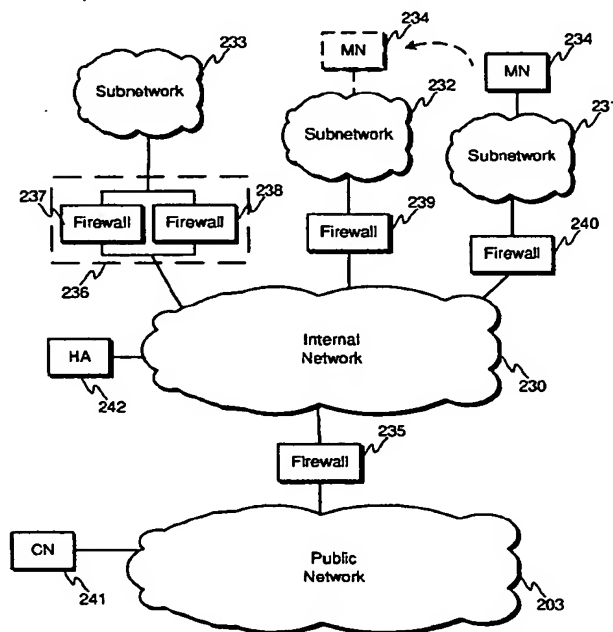 233
234
MN
234
MN
232
231
Subnetwork
Subnetwork
Subnetwork
237
Firewall
Firewall
238
239
Firewall
240
Firewall
236
HA
242
Internal
Network
230
235
Firewall
CN
241
Public
Network
203